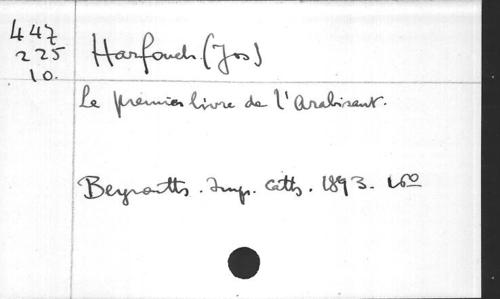 447
225
10.
Harfouch (Jos)
Le premier livre de l'arabisant.
Beyrouth. Imp. Cath. 1893. 16º